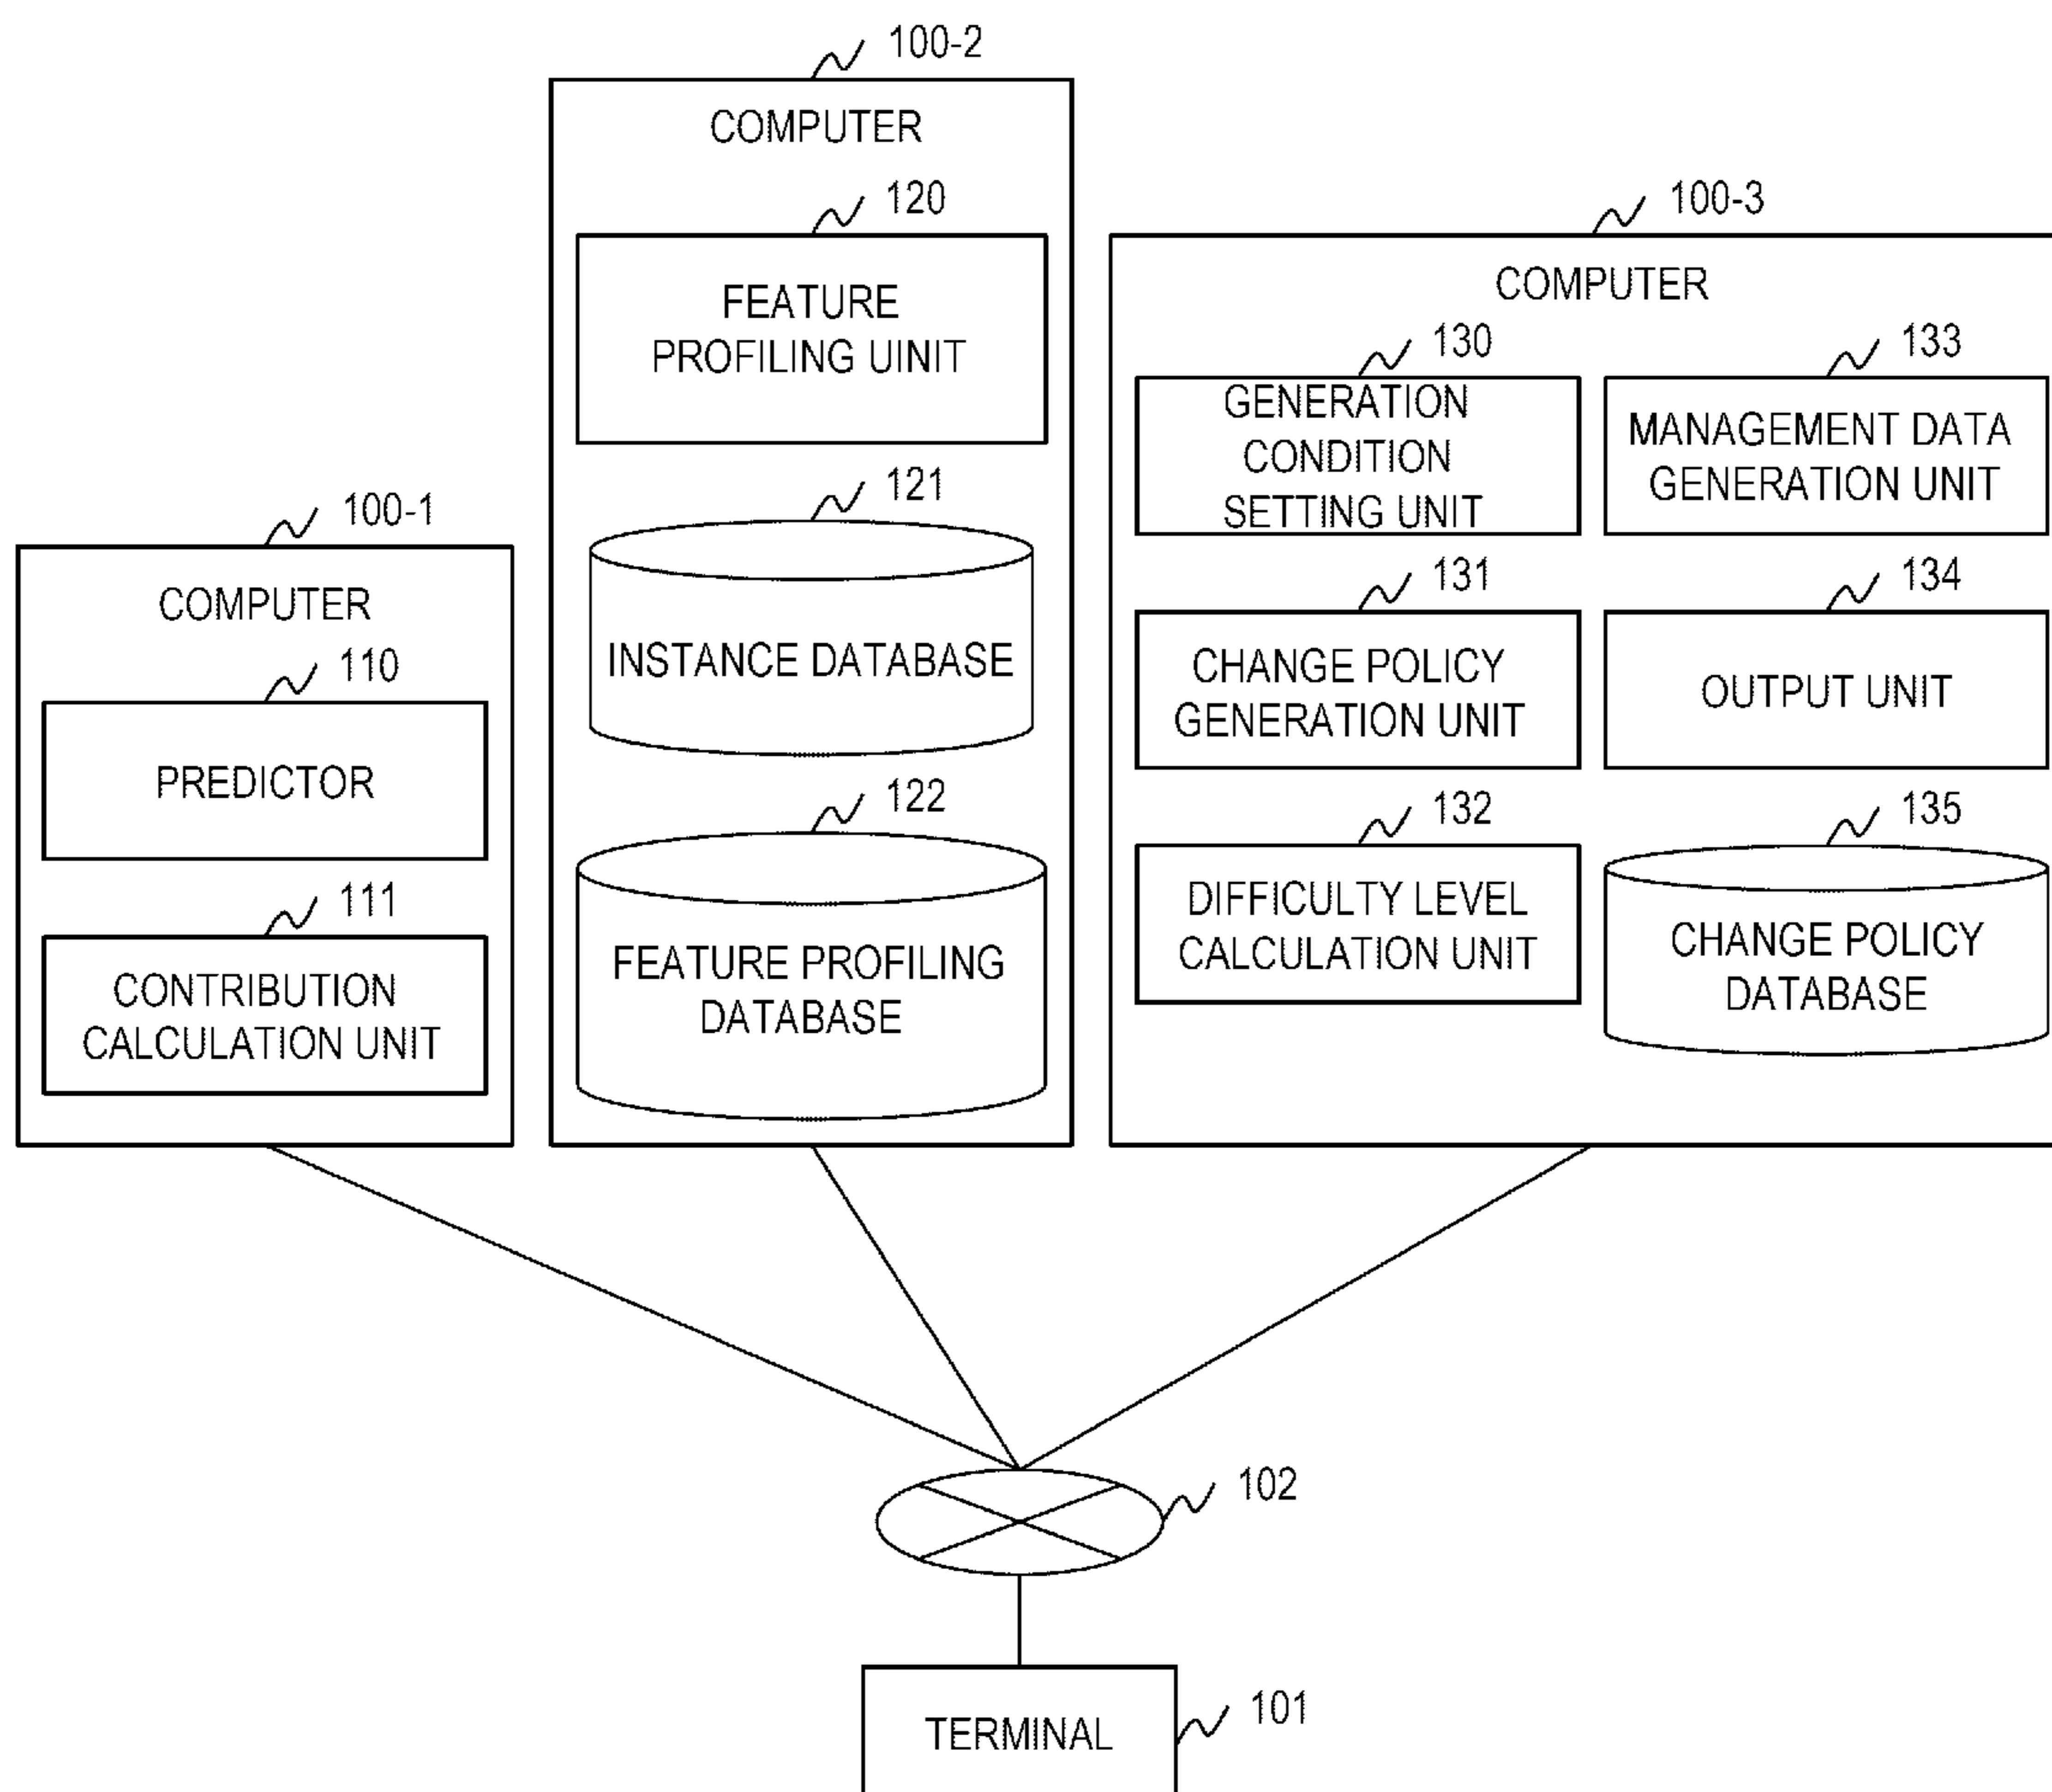 100-2
COMPUTER
120
FEATURE
PROFILING UINIT
121
INSTANCE DATABASE
122
FEATURE PROFILING
DATABASE
100-1
COMPUTER
110
PREDICTOR
111
CONTRIBUTION
CALCULATION UNIT
100-3
COMPUTER
130
GENERATION
CONDITION
SETTING UNIT
133
MANAGEMENT DATA
GENERATION UNIT
131
CHANGE POLICY
GENERATION UNIT
134
OUTPUT UNIT
132
DIFFICULTY LEVEL
CALCULATION UNIT
135
CHANGE POLICY
DATABASE
102
TERMINAL
101